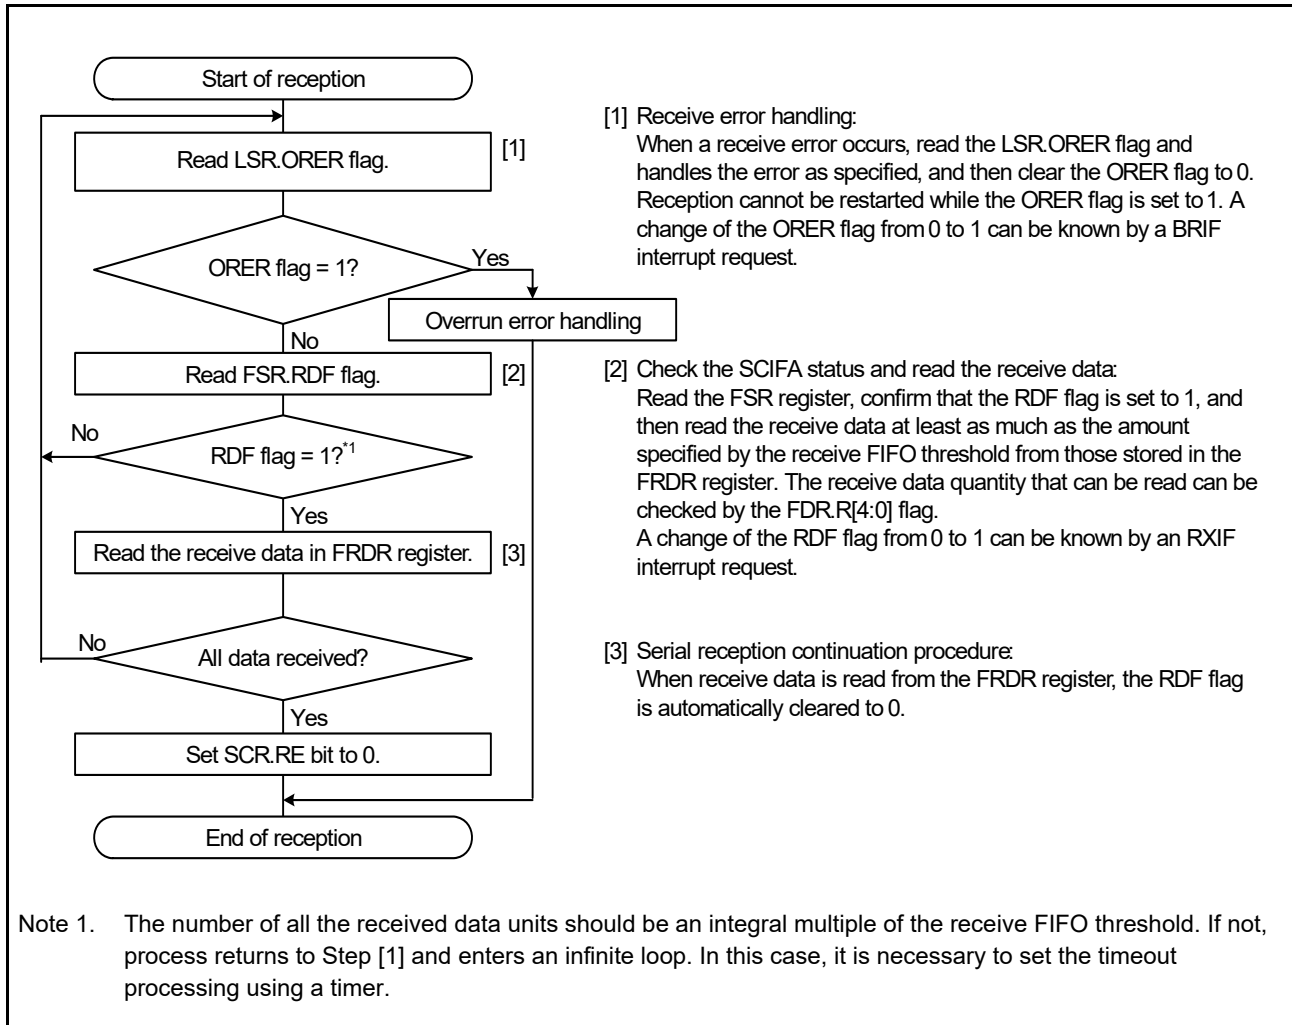 Start of reception
Read LSR.ORER flag.
[1]
ORER flag = 1?
Yes
Overrun error handling
No
Read FSR.RDF flag.
[2]
No
RDF flag = 1?*1
Yes
Read the receive data in FRDR register.
[3]
No
All data received?
Yes
Set SCR.RE bit to 0.
End of reception
[1] Receive error handling:
When a receive error occurs, read the LSR.ORER flag and
handles the error as specified, and then clear the ORER flag to 0.
Reception cannot be restarted while the ORER flag is set to 1. A
change of the ORER flag from 0 to 1 can be known by a BRIF
interrupt request.
[2] Check the SCIFA status and read the receive data:
Read the FSR register, confirm that the RDF flag is set to 1, and
then read the receive data at least as much as the amount
specified by the receive FIFO threshold from those stored in the
FRDR register. The receive data quantity that can be read can be
checked by the FDR.R[4:0] flag.
A change of the RDF flag from 0 to 1 can be known by an RXIF
interrupt request.
[3] Serial reception continuation procedure:
When receive data is read from the FRDR register, the RDF flag
is automatically cleared to 0.
Note 1. The number of all the received data units should be an integral multiple of the receive FIFO threshold. If not,
process returns to Step [1] and enters an infinite loop. In this case, it is necessary to set the timeout
processing using a timer.